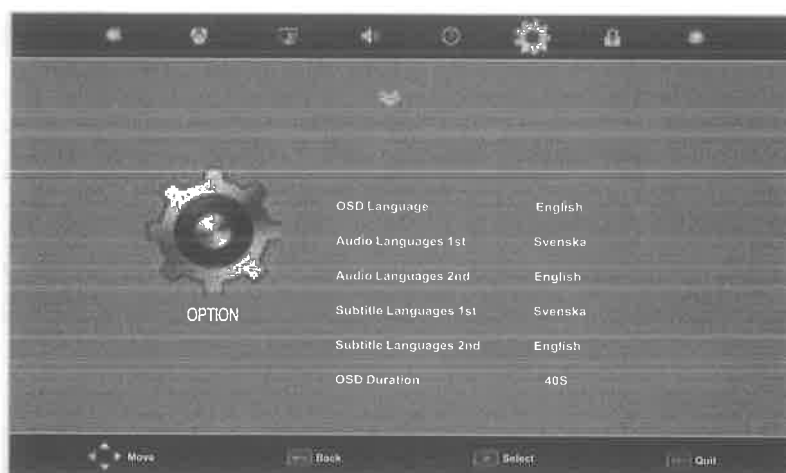 OSD Language English
Audio Languages 1st Svenska
Audio Languages 2nd English
Subtitle Languages 1st Svenska
OPTION
Subtitle Languages 2nd English
OSD Duration 40S
Move Back Select Quit